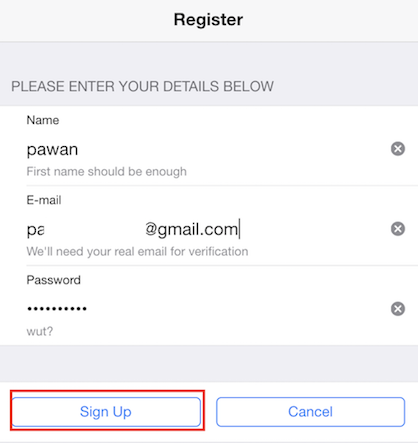 Register
PLEASE ENTER YOUR DETAILS BELOW
Name
pawan
First name should be enough
E-mail
pa @gmail.com
We'll need your real email for verification
Password
••••••••••
wut?
Sign Up Cancel